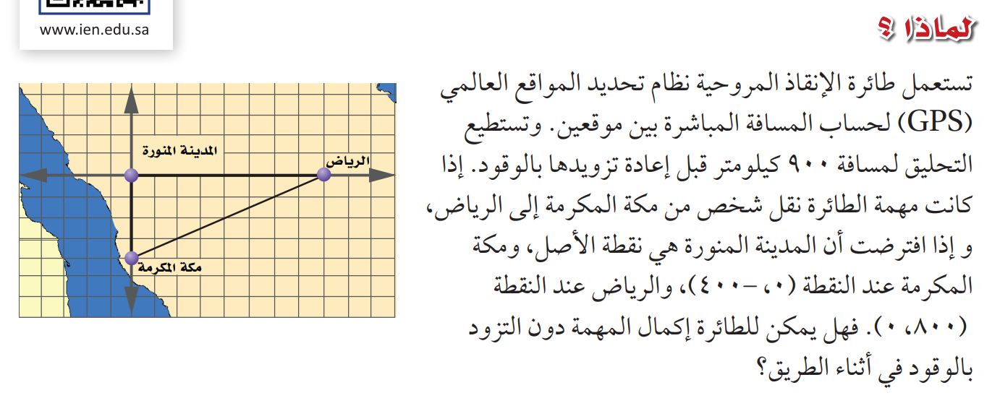 www.ien.edu.sa
لماذا ؟
تستعمل طائرة الإنقاذ المروحية نظام تحديد المواقع العالمي
(GPS) لحساب المسافة المباشرة بين موقعين. وتستطيع
التحليق لمسافة ٩٠٠ كيلومتر قبل إعادة تزويدها بالوقود. إذا
كانت مهمة الطائرة نقل شخص من مكة المكرمة إلى الرياض،
و إذا افترضت أن المدينة المنورة هي نقطة الأصل، ومكة
المكرمة عند النقطة (٠، –٤٠٠)، والرياض عند النقطة
(٨٠٠، ٠). فهل يمكن للطائرة إكمال المهمة دون التزود
بالوقود في أثناء الطريق؟
المدينة المنورة
الرياض
مكة المكرمة